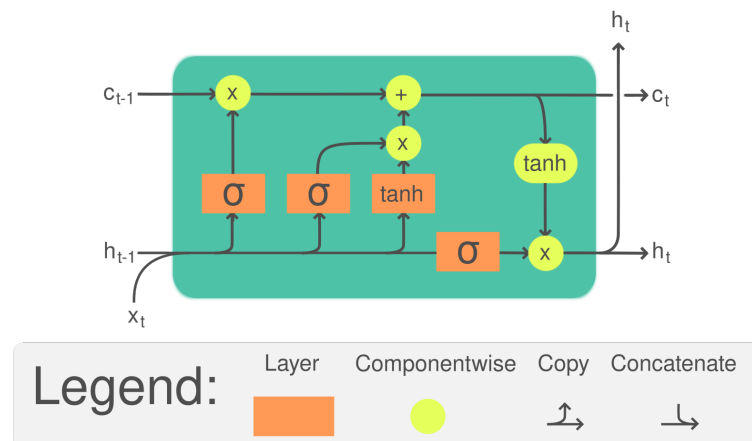 h_t
c_{t-1}
x
+
c_t
x
tanh
σ
σ
tanh
h_{t-1}
σ
x
h_t
x_t
Legend:
Layer
Componentwise
Copy
Concatenate